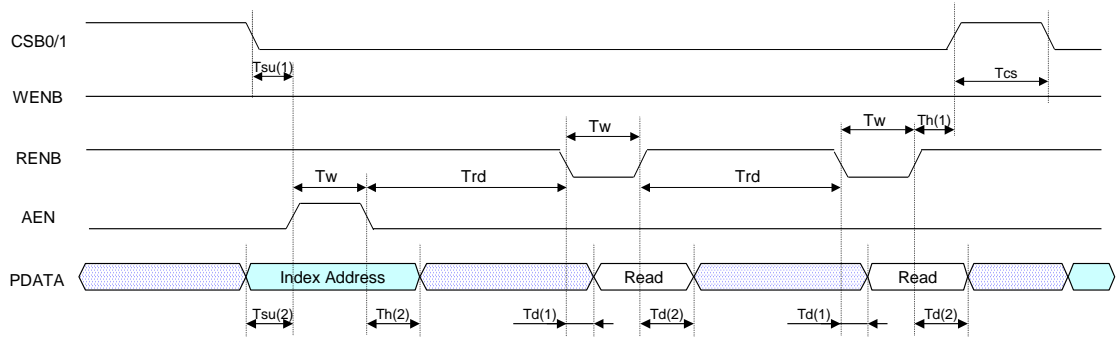 CSB0/1
Tsu(1)
Tcs
WENB
Tw
Tw
Th(1)
RENB
Tw
Trd
Trd
AEN
PDATA
Index Address
Read
Read
Tsu(2)
Th(2)
Td(1)
Td(2)
Td(1)
Td(2)